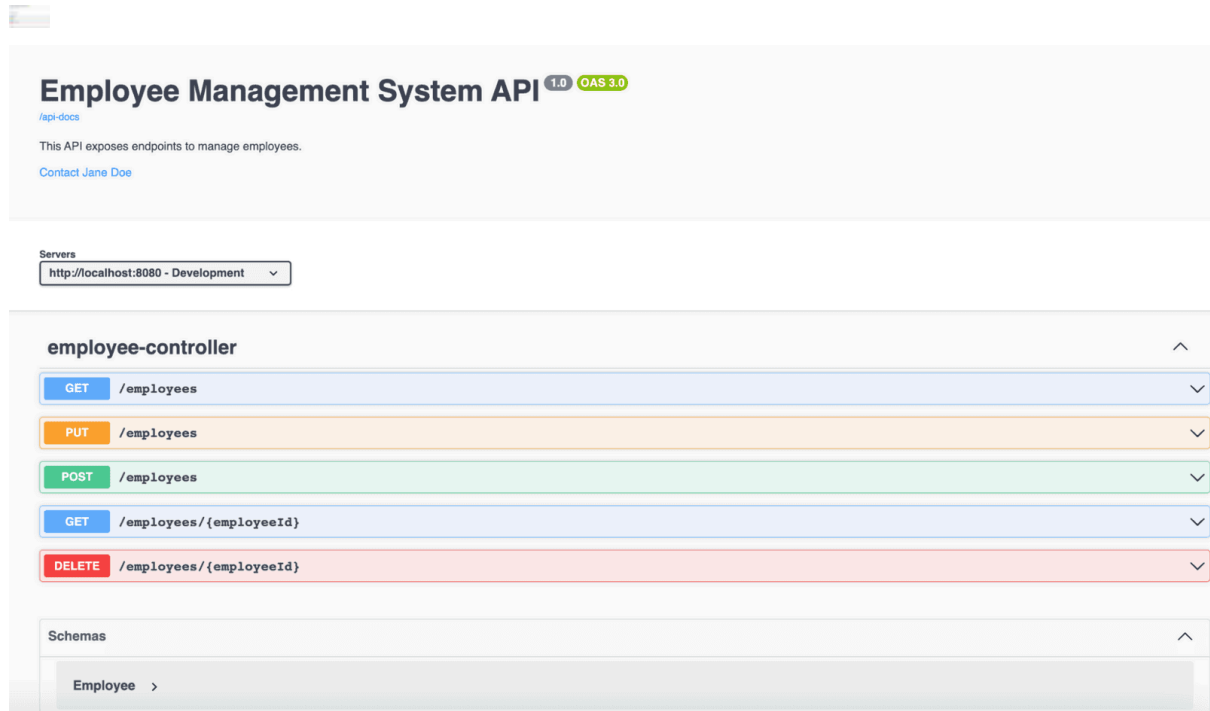 Employee Management System API 1.0 OAS 3.0
/api-docs
This API exposes endpoints to manage employees.
Contact Jane Doe
Servers
http://localhost:8080 - Development
employee-controller
GET /employees
PUT /employees
POST /employees
GET /employees/{employeeId}
DELETE /employees/{employeeId}
Schemas
Employee